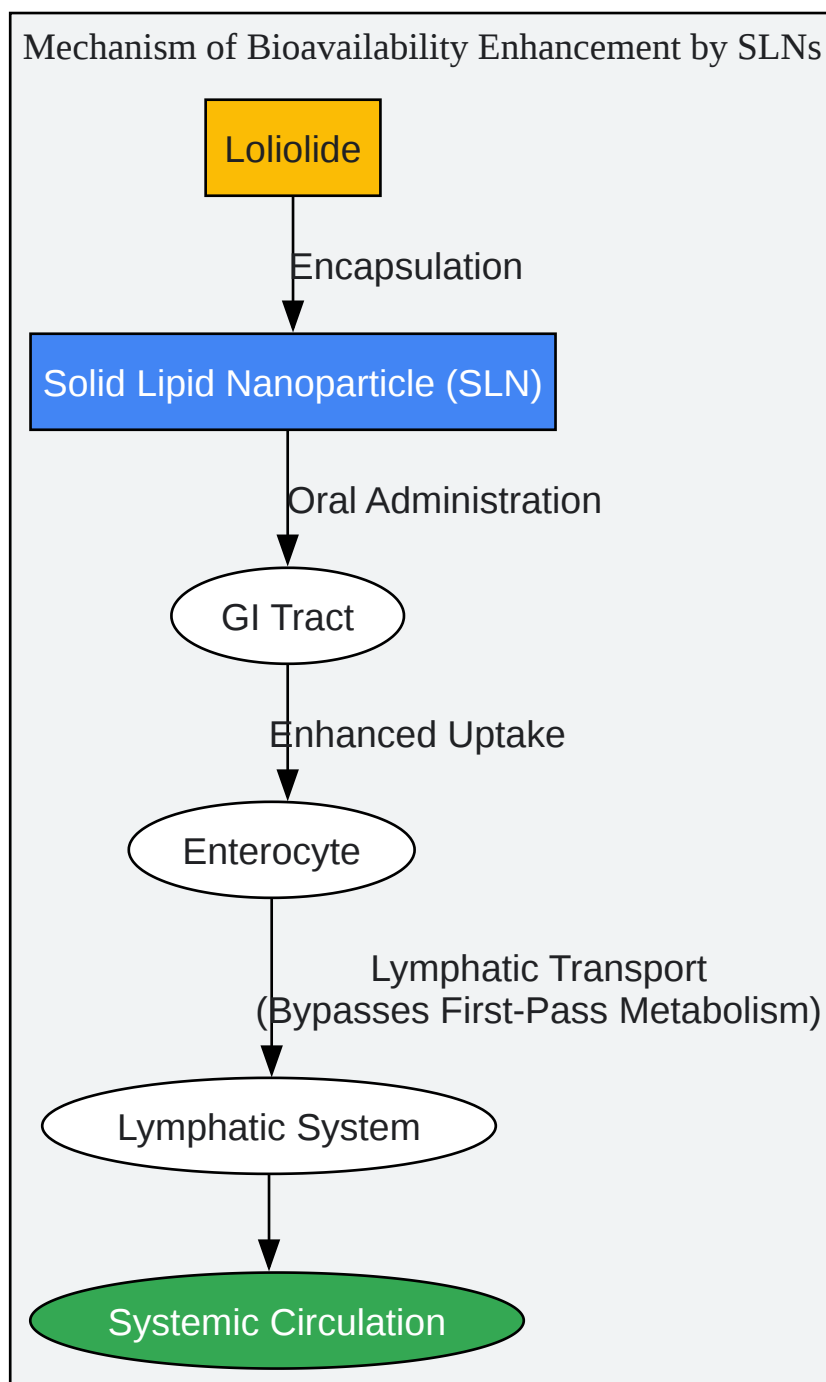 Mechanism of Bioavailability Enhancement by SLNs
Loliolide
Encapsulation
Solid Lipid Nanoparticle (SLN)
Oral Administration
GI Tract
Enhanced Uptake
Enterocyte
Lymphatic Transport
(Bypasses First-Pass Metabolism)
Lymphatic System
Systemic Circulation